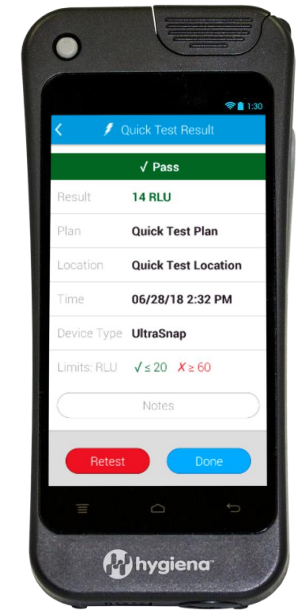 1:30
Quick Test Result
√ Pass
Result 14 RLU
Plan Quick Test Plan
Location Quick Test Location
Time 06/28/18 2:32 PM
Device Type UltraSnap
Limits: RLU √ ≤ 20 X ≥ 60
Notes
Retest Done
hygiena™